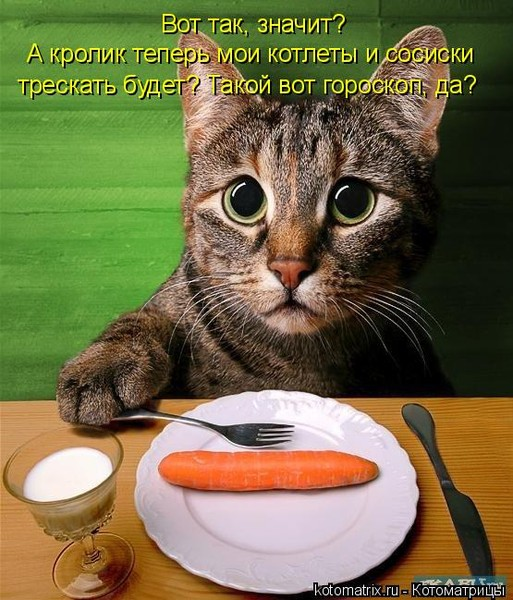 Вот так, значит?
А кролик теперь мои котлеты и сосиски
трескать будет? Такой вот гороскоп, да?
kotomatrix.ru - Котоматрицы